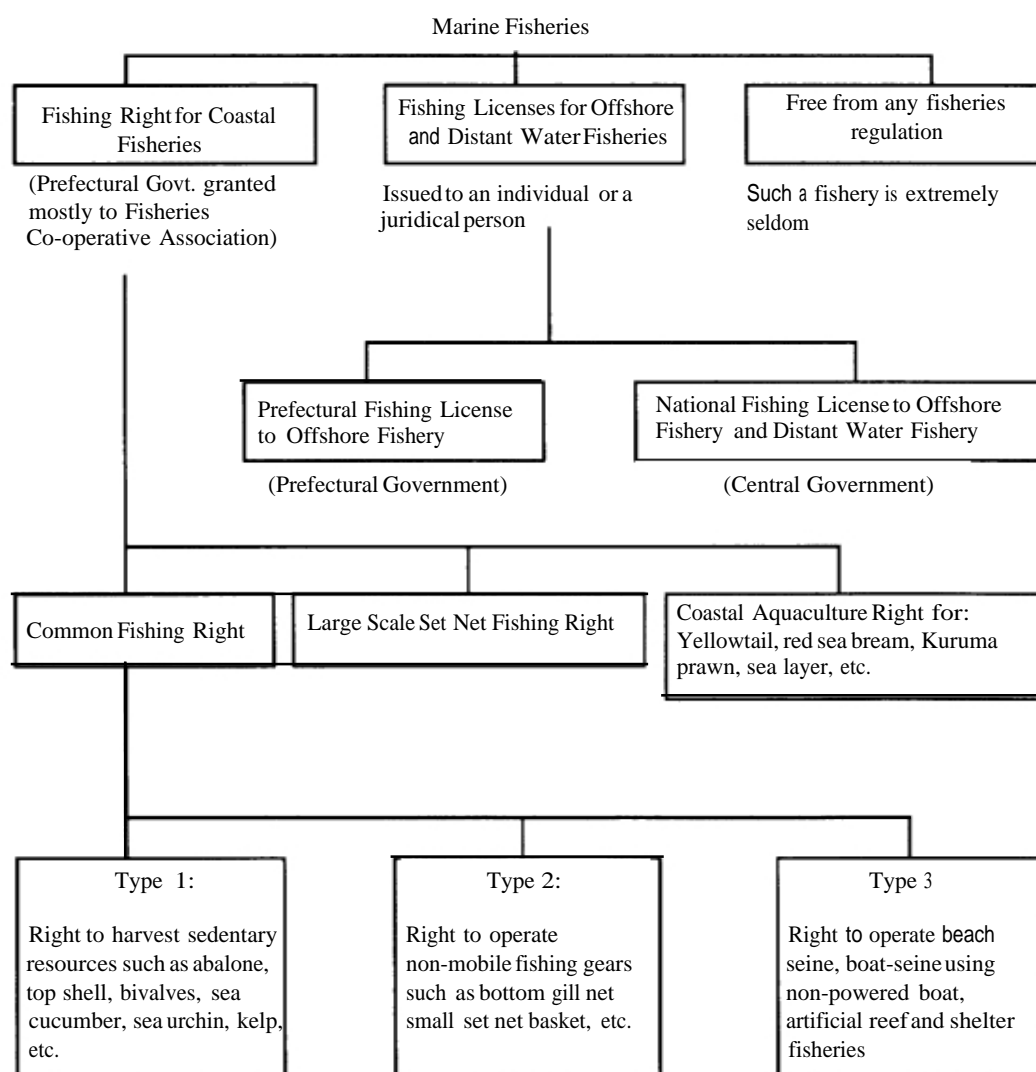 Marine Fisheries
Fishing Right for Coastal
Fisheries
(Prefectural Govt. granted
mostly to Fisheries
Co-operative Association)
Fishing Licenses for Offshore
and Distant Water Fisheries
Issued to an individual or a
juridical person
Free from any fisheries
regulation
Such a fishery is extremely
seldom
Prefectural Fishing License
to Offshore Fishery
(Prefectural Government)
National Fishing License to Offshore
Fishery and Distant Water Fishery
(Central Government)
Common Fishing Right
Large Scale Set Net Fishing Right
Coastal Aquaculture Right for:
Yellowtail, red sea bream, Kuruma
prawn, sea layer, etc.
Type 1:
Right to harvest sedentary
resources such as abalone,
top shell, bivalves, sea
cucumber, sea urchin, kelp,
etc.
Type 2:
Right to operate
non-mobile fishing gears
such as bottom gill net
small set net basket, etc.
Type 3
Right to operate beach
seine, boat-seine using
non-powered boat,
artificial reef and shelter
fisheries